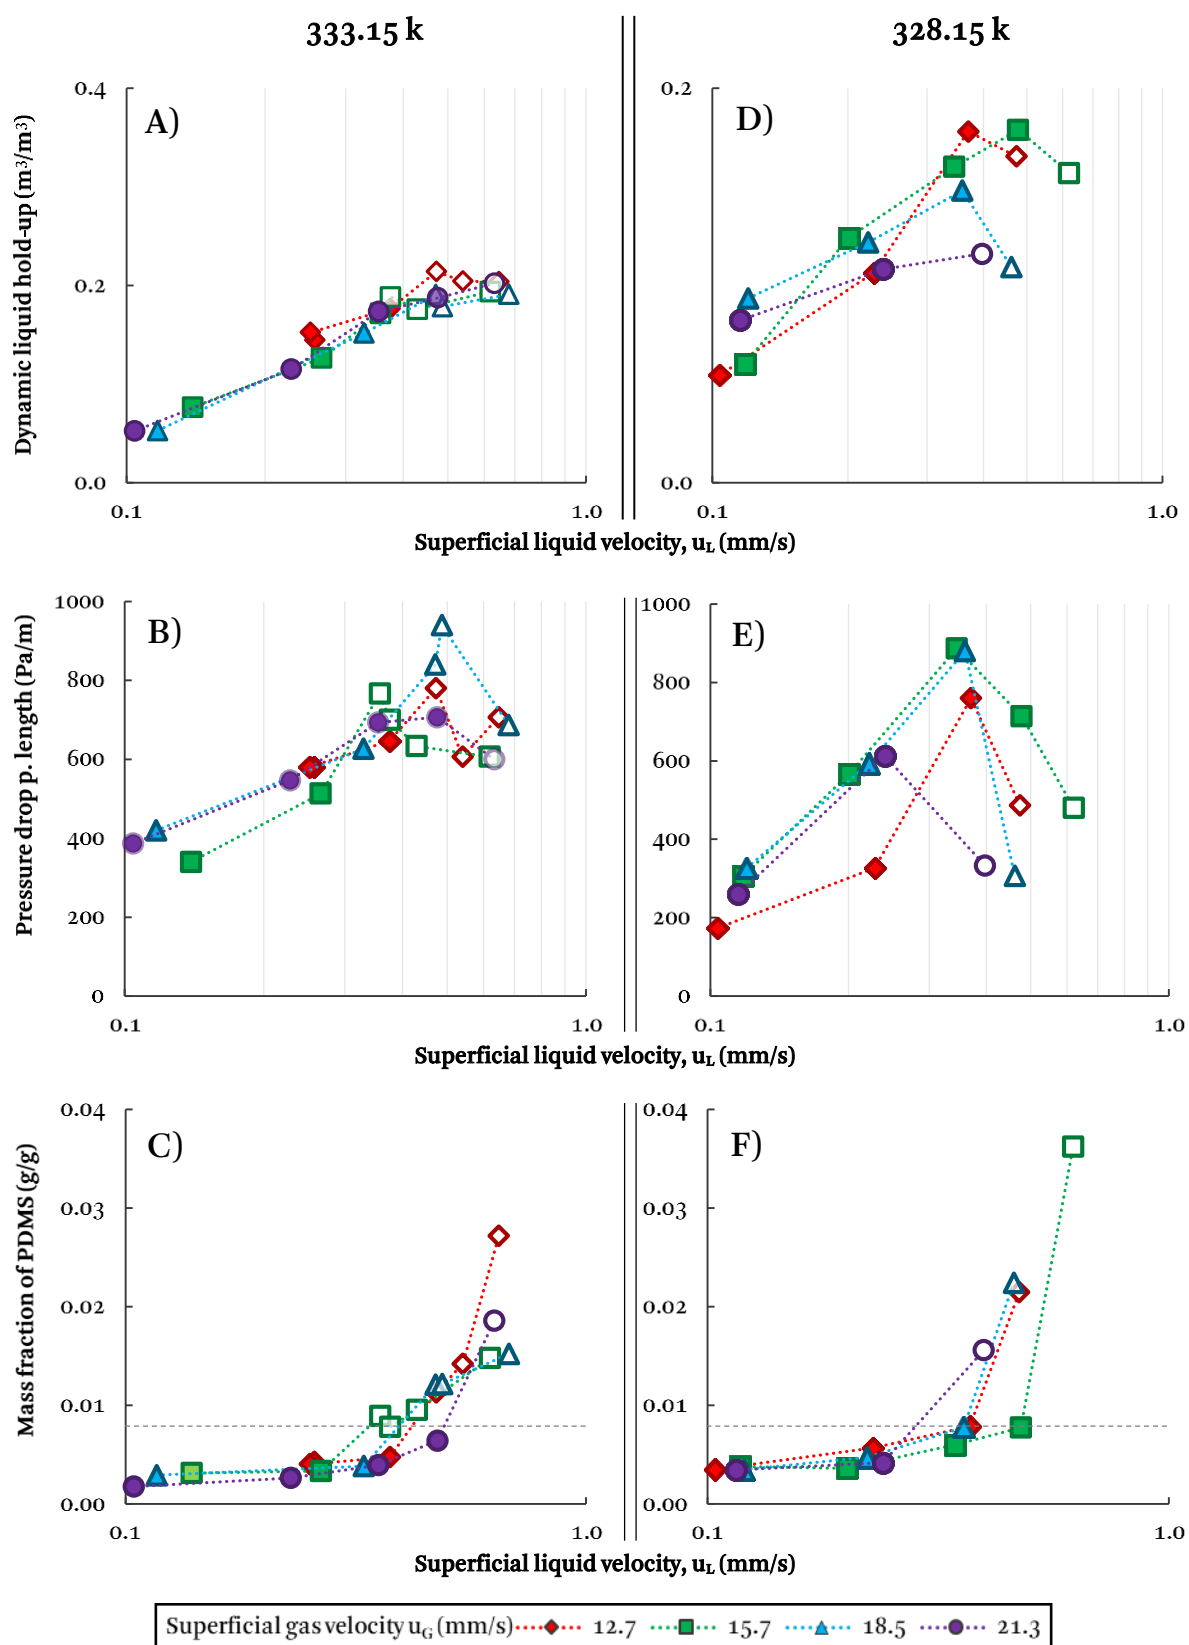 333.15 k
328.15 k
Dynamic liquid hold-up (m³/m³)
0.4
0.2
0.0
A)
0.1
1.0
0.2
0.0
D)
0.1
1.0
Superficial liquid velocity, uL (mm/s)
Pressure drop p. length (Pa/m)
1000
800
600
400
200
0
B)
0.1
1.0
1000
800
600
400
200
0
E)
0.1
1.0
Superficial liquid velocity, uL (mm/s)
Mass fraction of PDMS (g/g)
0.04
0.03
0.02
0.01
0.00
C)
0.1
1.0
0.04
0.03
0.02
0.01
0.00
F)
0.1
1.0
Superficial liquid velocity, uL (mm/s)
Superficial gas velocity uG (mm/s) 12.7 15.7 18.5 21.3